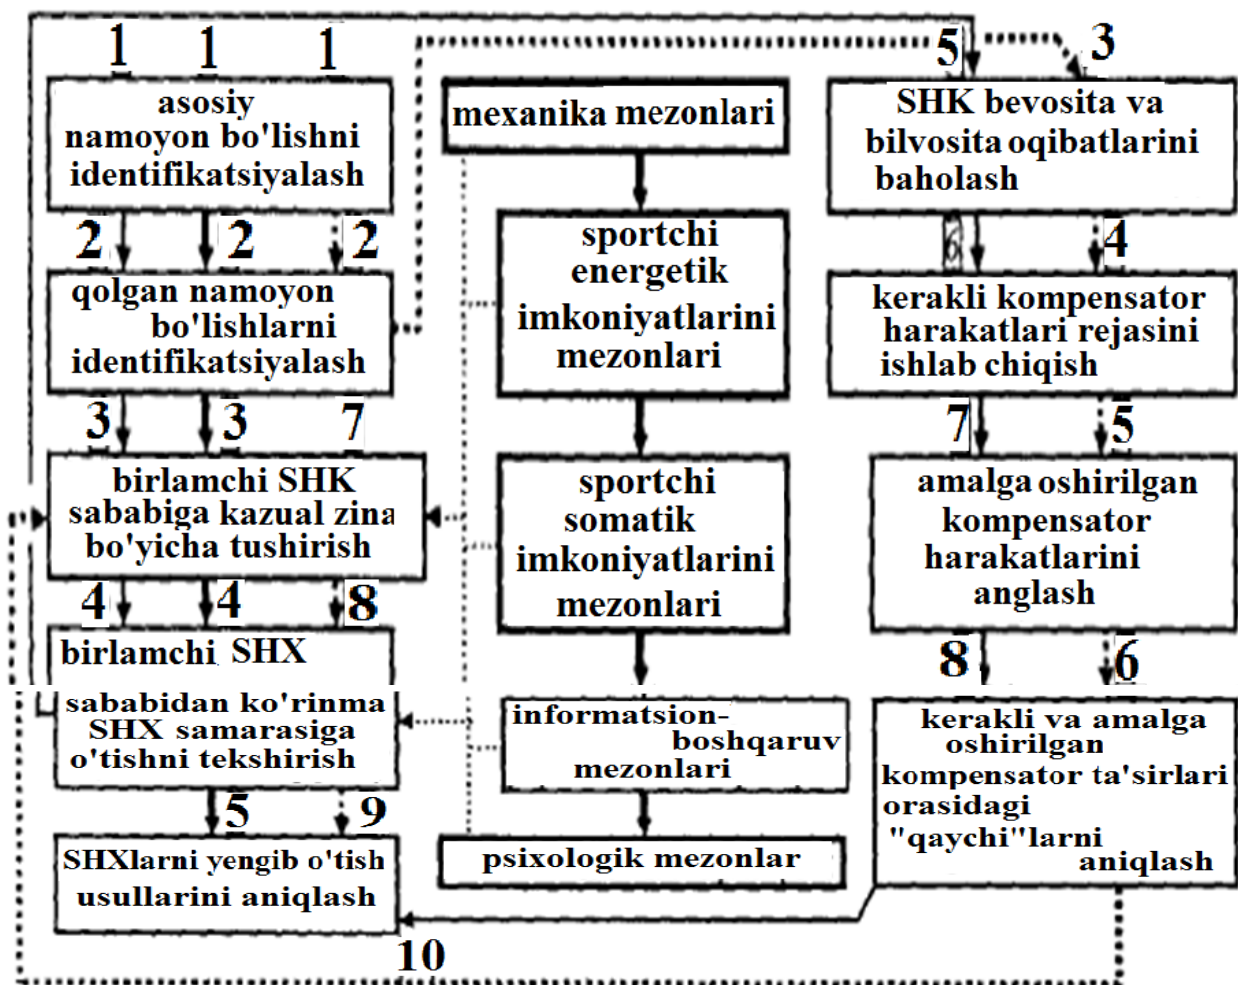 1 1 1
asosiy
namoyon bo'lishni
identifikatsiyalash
2 2 2
qolgan namoyon
bo'lishlarni
identifikatsiyalash
3 3 7
birlamchi SHK
sababiga kazual zina
bo'yicha tushirish
4 4 8
birlamchi SHX
sababidan ko'rinma
SHX samarasiga
o'tishni tekshirish
5 9
SHXlarni yengib o'tish
usullarini aniqlash
10
mexanika mezonlari
sportchi
energetik
imkoniyatlarini
mezonlari
sportchi
somatik
imkoniyatlarini
mezonlari
informatsion-
boshqaruv
mezonlari
psixologik mezonlar
5 3
SHK bevosita va
bilvosita oqibatlarini
baholash
6 4
kerakli kompensator
harakatlari rejasini
ishlab chiqish
7 5
amalga oshirilgan
kompensator
harakatlarini
anglash
8 6
kerakli va amalga
oshirilgan
kompensator ta'sirlari
orasidagi
"qaychi"larni
aniqlash